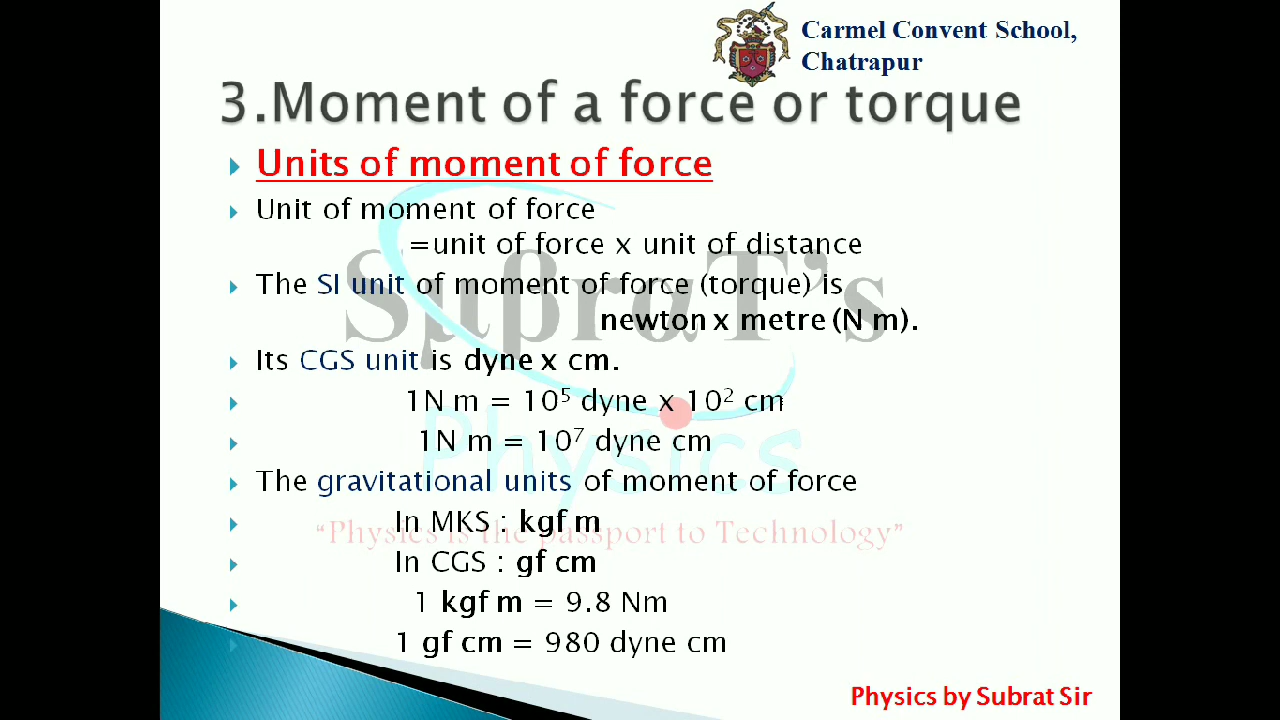 Carmel Convent School,
Chatrapur
3.Moment of a force or torque
Units of moment of force
Unit of moment of force
=unit of force x unit of distance
The SI unit of moment of force (torque) is
newton x metre (N m).
Its CGS unit is dyne x cm.
1N m = 10⁵ dyne x 10² cm
1N m = 10⁷ dyne cm
The gravitational units of moment of force
In MKS : kgf m
In CGS : gf cm
1 kgf m = 9.8 Nm
1 gf cm = 980 dyne cm
SμβrαT’s
Physics
“Physics is the passport to Technology”
Physics by Subrat Sir